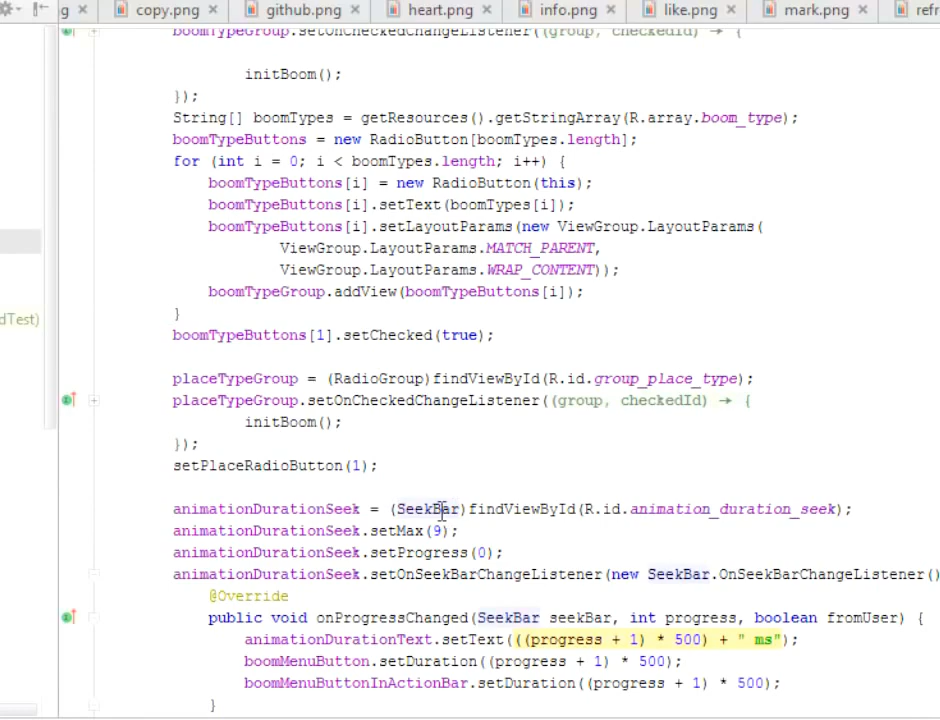 g copy.png github.png heart.png info.png like.png mark.png refr
boomTypeGroup.setOnCheckedChangeListener((group, checkedId) → {
initBoom();
});
String[] boomTypes = getResources().getStringArray(R.array.boom_type);
boomTypeButtons = new RadioButton[boomTypes.length];
for (int i = 0; i < boomTypes.length; i++) {
boomTypeButtons[i] = new RadioButton(this);
boomTypeButtons[i].setText(boomTypes[i]);
boomTypeButtons[i].setLayoutParams(new ViewGroup.LayoutParams(
ViewGroup.LayoutParams.MATCH_PARENT,
ViewGroup.LayoutParams.WRAP_CONTENT));
boomTypeGroup.addView(boomTypeButtons[i]);
dTest)
}
boomTypeButtons[1].setChecked(true);
placeTypeGroup = (RadioGroup)findViewById(R.id.group_place_type);
placeTypeGroup.setOnCheckedChangeListener((group, checkedId) → {
initBoom();
});
setPlaceRadioButton(1);
animationDurationSeek = (SeekBar)findViewById(R.id.animation_duration_seek);
animationDurationSeek.setMax(9);
animationDurationSeek.setProgress(0);
animationDurationSeek.setOnSeekBarChangeListener(new SeekBar.OnSeekBarChangeListener()
@Override
public void onProgressChanged(SeekBar seekBar, int progress, boolean fromUser) {
animationDurationText.setText(((progress + 1) * 500) + " ms");
boomMenuButton.setDuration((progress + 1) * 500);
boomMenuButtonInActionBar.setDuration((progress + 1) * 500);
}